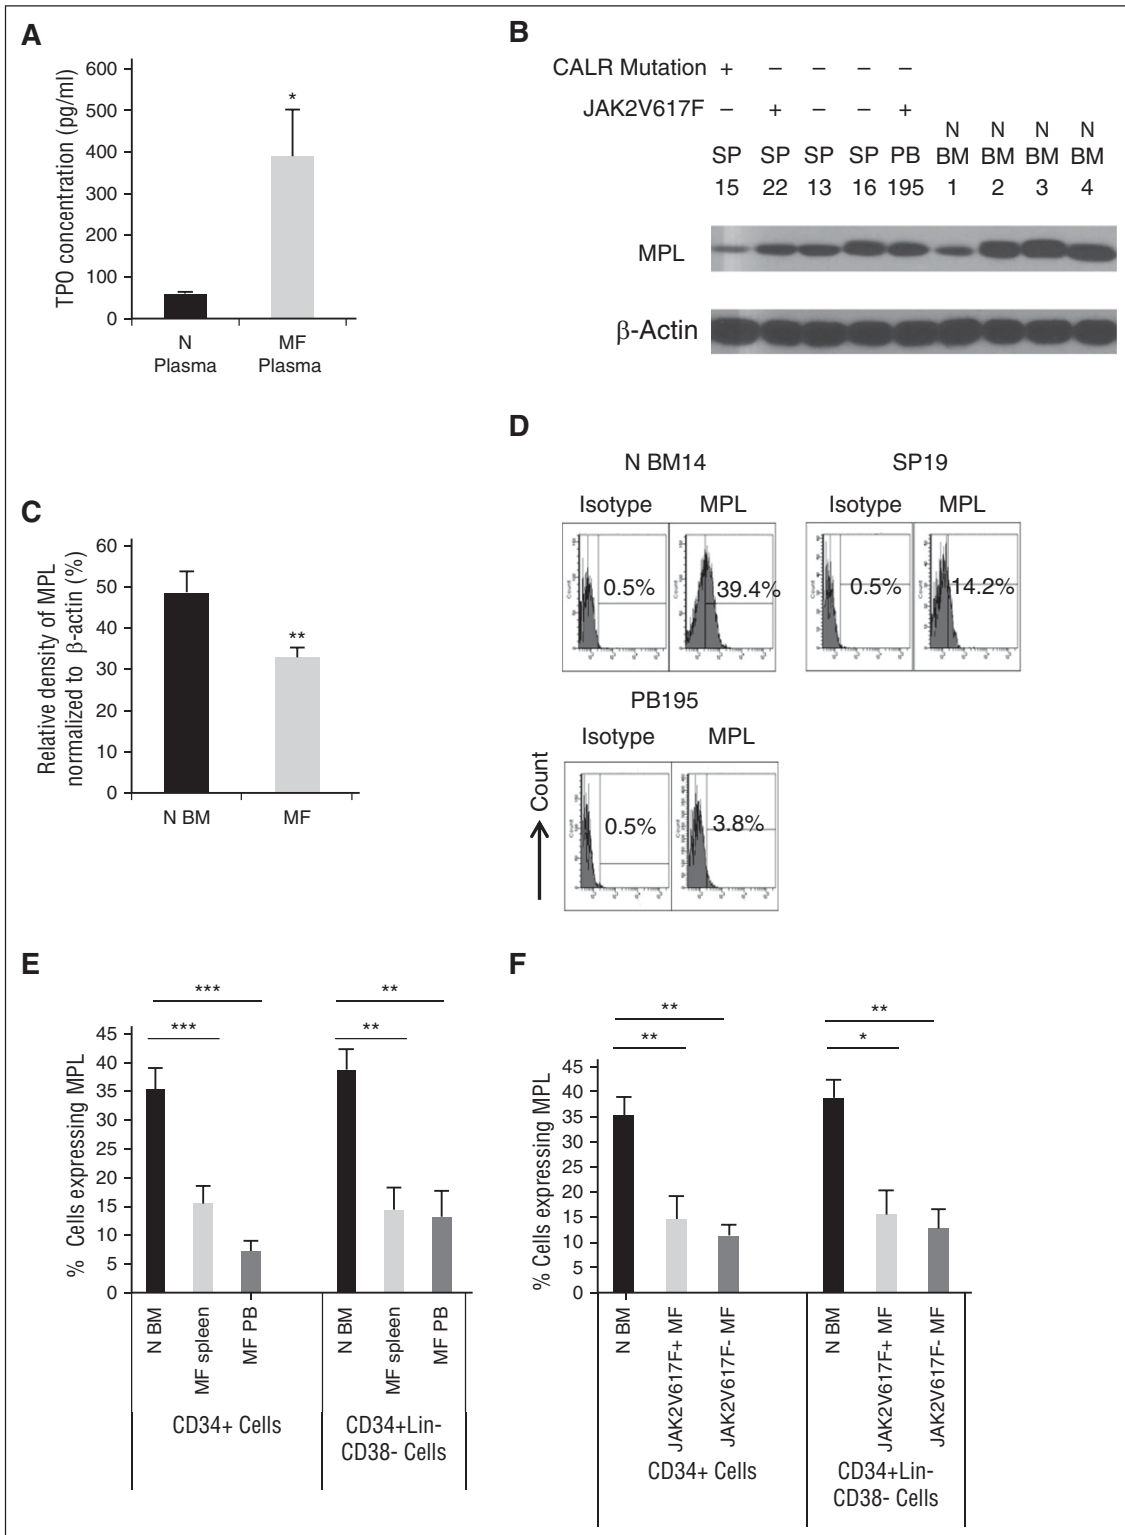 A
TPO concentration (pg/ml)
600
500
400
300
200
100
0
*
N
Plasma
MF
Plasma
B
CALR Mutation + – – – –
JAK2V617F – + – – +
N N N N
SP SP SP SP PB BM BM BM BM
15 22 13 16 195 1 2 3 4
MPL
β-Actin
C
Relative density of MPL
normalized to β-actin (%)
60
50
40
30
20
10
0
**
N BM
MF
D
N BM14
Isotype MPL
0.5% 39.4%
SP19
Isotype MPL
0.5% 14.2%
PB195
Isotype MPL
0.5% 3.8%
Count
E
% Cells expressing MPL
45
40
35
30
25
20
15
10
5
0
*** **
*** **
N BM
MF spleen
MF PB
N BM
MF spleen
MF PB
CD34+ Cells
CD34+Lin-
CD38- Cells
F
% Cells expressing MPL
45
40
35
30
25
20
15
10
5
0
** **
** *
N BM
JAK2V617F+ MF
JAK2V617F- MF
N BM
JAK2V617F+ MF
JAK2V617F- MF
CD34+ Cells
CD34+Lin-
CD38- Cells